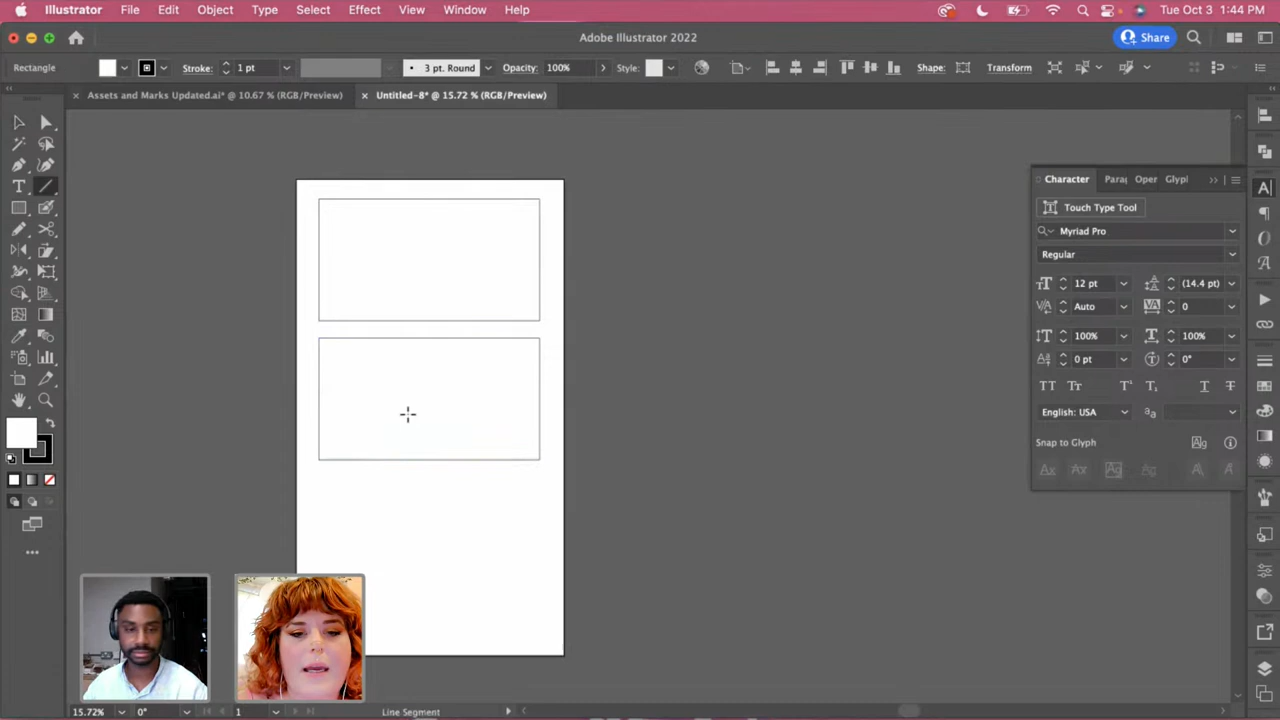 Illustrator File Edit Object Type Select Effect View Window Help Tue Oct 3 1:44 PM
Adobe Illustrator 2022 Share
Rectangle Stroke: 1 pt 3 pt. Round Opacity: 100% Style: Shape: Transform
Assets and Marks Updated.ai* @ 10.67 % (RGB/Preview) Untitled-8* @ 15.72 % (RGB/Preview)
Character Para Oper Glypl
Touch Type Tool
Myriad Pro
Regular
12 pt (14.4 pt)
Auto 0
100% 100%
0 pt 0°
English: USA
Snap to Glyph
15.72% 0° 1 Line Segment